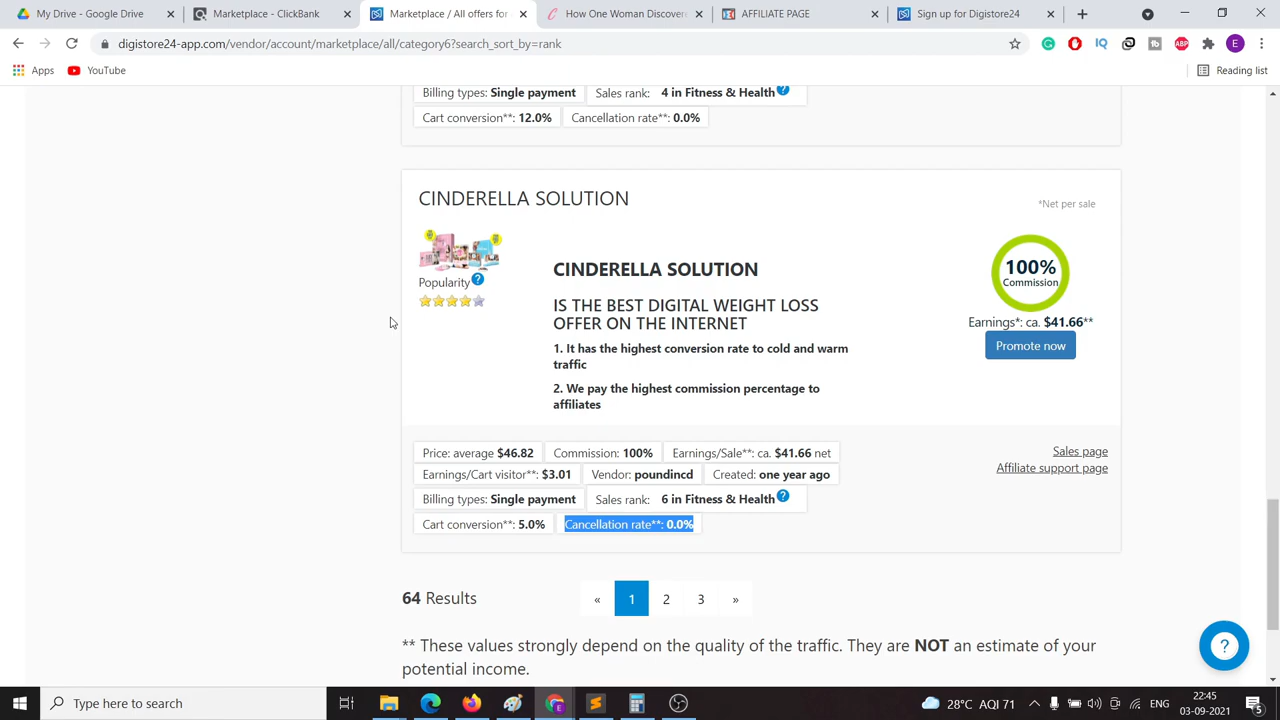 My Drive - Google Drive
Marketplace - ClickBank
Marketplace / All offers for
How One Woman Discover
AFFILIATE PAGE
Sign up for Digistore24
digistore24-app.com/vendor/account/marketplace/all/category6?eeans_sort_by=rank
Apps
YouTube
Reading list
Billing types: Single payment
Sales rank: 4 in Fitness & Health
Cart conversion**: 12.0%
Cancellation rate**: 0.0%
CINDERELLA SOLUTION
*Net per sale
Popularity
CINDERELLA SOLUTION
IS THE BEST DIGITAL WEIGHT LOSS
OFFER ON THE INTERNET
1. It has the highest conversion rate to cold and warm
traffic
2. We pay the highest commission percentage to
affiliates
100%
Commission
Earnings*: ca. $41.66**
Promote now
Price: average $46.82
Commission: 100%
Earnings/Sale**: ca. $41.66 net
Earnings/Cart visitor**: $3.01
Vendor: poundincd
Created: one year ago
Billing types: Single payment
Sales rank: 6 in Fitness & Health
Cart conversion**: 5.0%
Cancellation rate**: 0.0%
Sales page
Affiliate support page
64 Results
« 1 2 3 »
** These values strongly depend on the quality of the traffic. They are NOT an estimate of your
potential income.
Type here to search
28°C AQI 71
ENG
22:45
03-09-2021
5